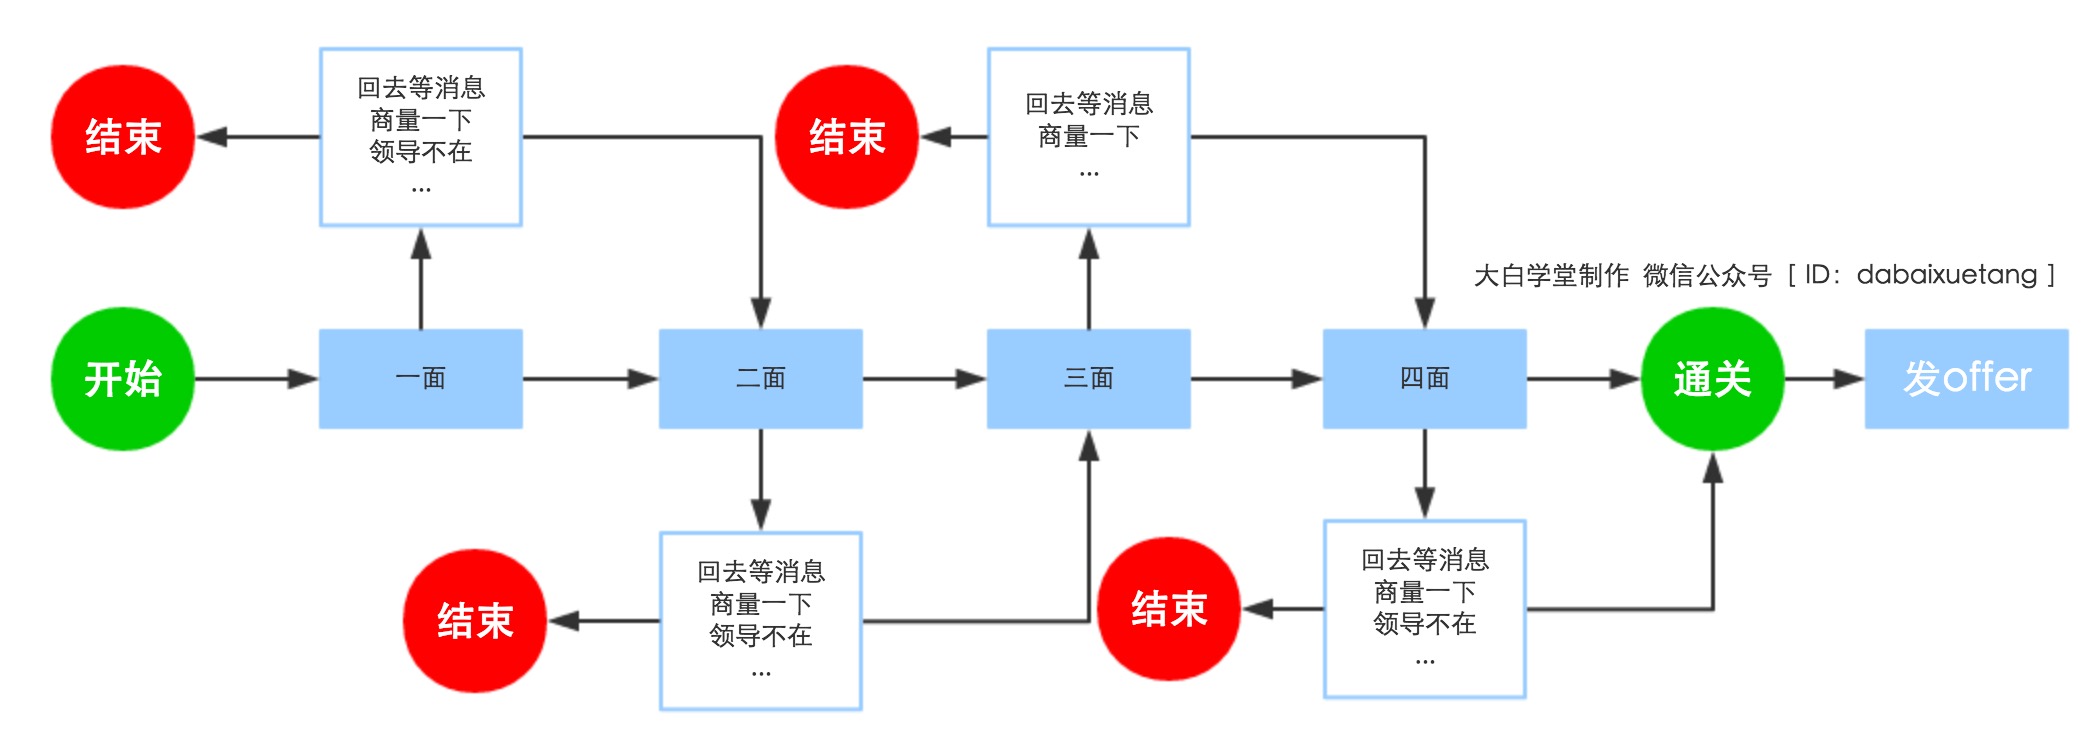 回去等消息
商量一下
领导不在
...
结束
回去等消息
商量一下
...
结束
大白学堂制作 微信公众号 [ ID: dabaixuetang ]
开始
一面
二面
三面
四面
通关
发offer
回去等消息
商量一下
领导不在
...
结束
回去等消息
商量一下
领导不在
...
结束